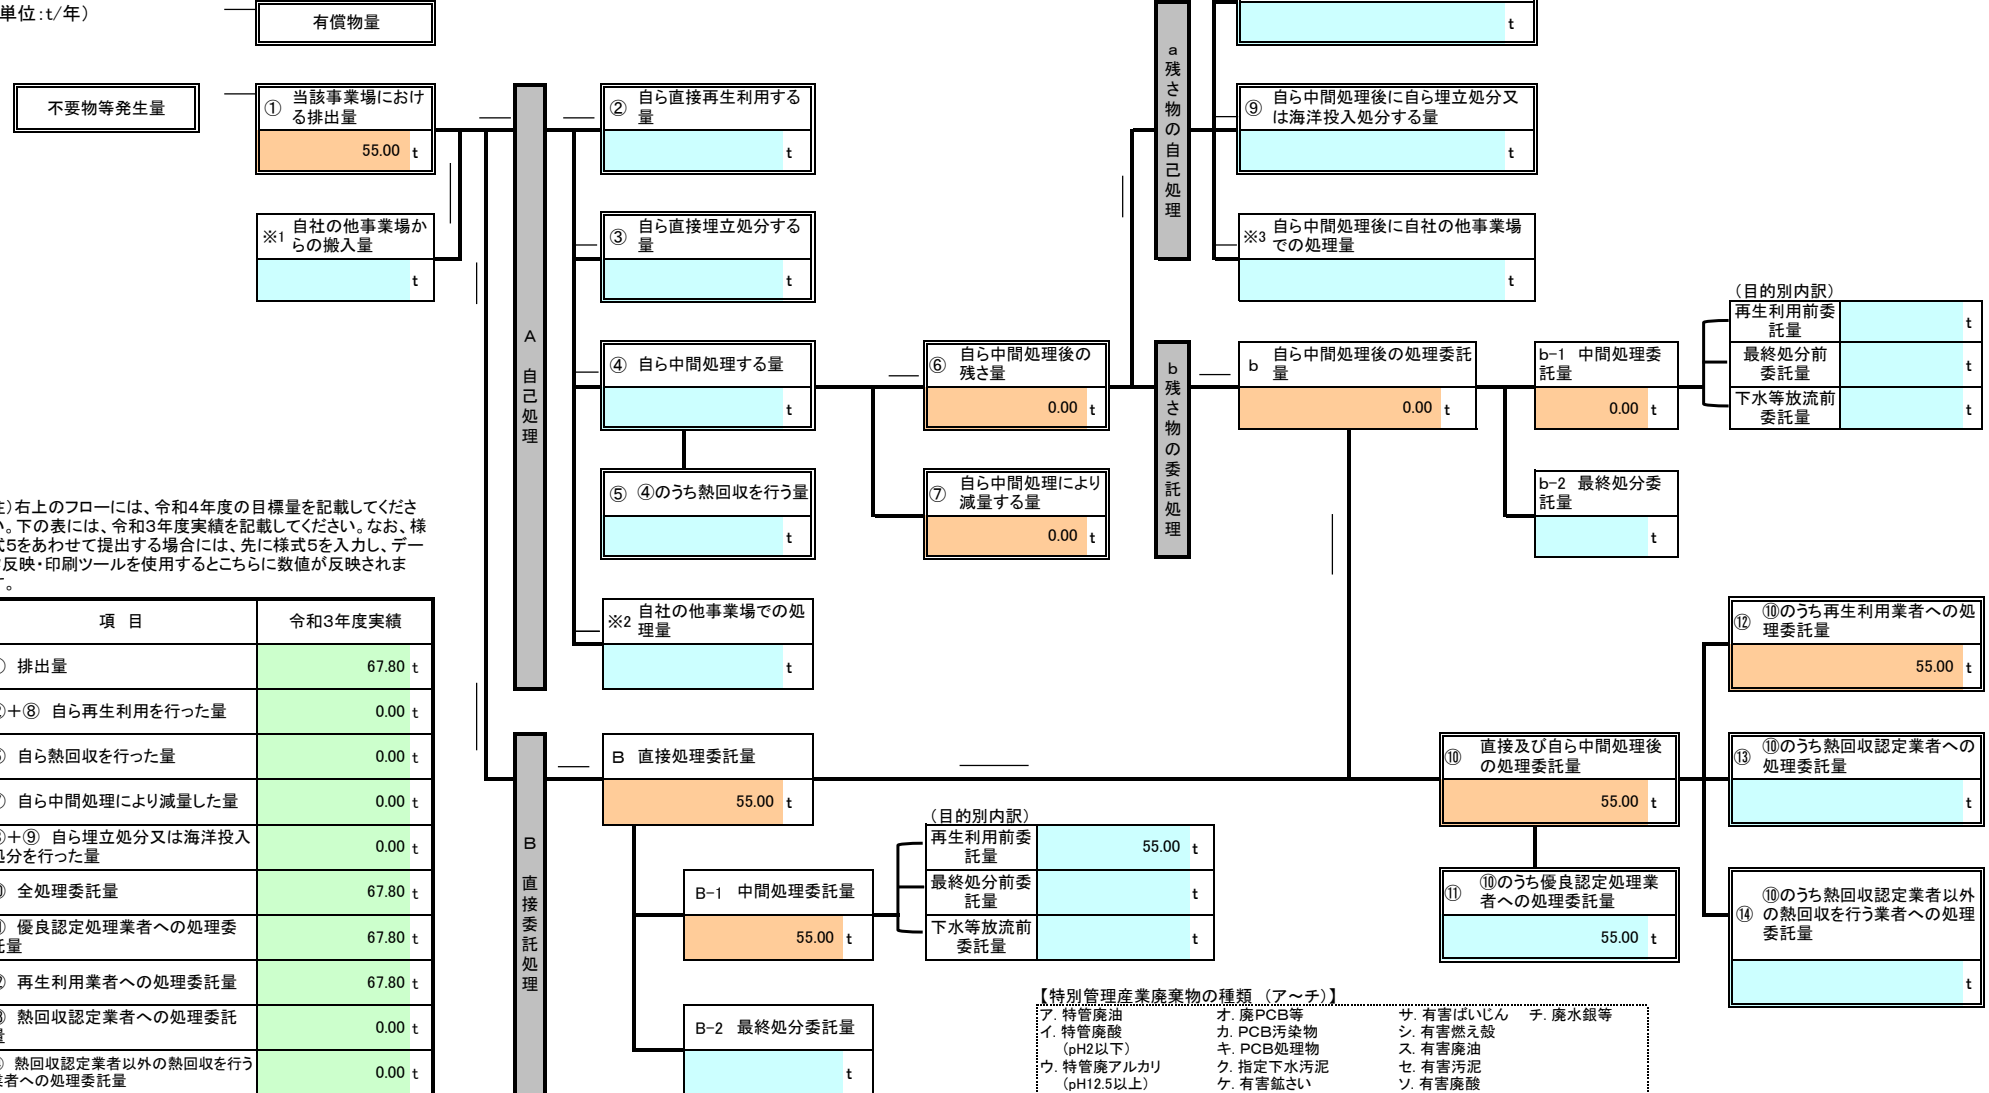 単位:t/年)
有償物量
t
不要物等発生量
① 当該事業場におけ
る排出量
55.00 t
※1 自社の他事業場か
らの搬入量
t
A 自己処理
② 自ら直接再生利用する
量
t
③ 自ら直接埋立処分する
量
t
④ 自ら中間処理する量
t
⑤ ④のうち熱回収を行う量
t
※2 自社の他事業場での処
理量
t
⑥ 自ら中間処理後の
残さ量
0.00 t
⑦ 自ら中間処理により
減量する量
0.00 t
a残さ物の自己処理
⑨ 自ら中間処理後に自ら埋立処分又
は海洋投入処分する量
t
※3 自ら中間処理後に自社の他事業場
での処理量
t
b残さ物の委託処理
b 自ら中間処理後の処理委託
量
0.00 t
b-1 中間処理委
託量
0.00 t
b-2 最終処分委
託量
t
(目的別内訳)
再生利用前委
託量
t
最終処分前
委託量
t
下水等放流前
委託量
t
)右上のフローには、令和4年度の目標量を記載してくださ
。下の表には、令和3年度実績を記載してください。なお、様
5をあわせて提出する場合には、先に様式5を入力し、デー
反映・印刷ツールを使用するとこちらに数値が反映されま
。
項 目 令和3年度実績
排出量 67.80 t
+⑧ 自ら再生利用を行った量 0.00 t
自ら熱回収を行った量 0.00 t
自ら中間処理により減量した量 0.00 t
+⑨ 自ら埋立処分又は海洋投入
処分を行った量 0.00 t
全処理委託量 67.80 t
優良認定処理業者への処理委
託量 67.80 t
再生利用業者への処理委託量 67.80 t
熱回収認定業者への処理委託
量 0.00 t
熱回収認定業者以外の熱回収を行う
業者への処理委託量 0.00 t
B 直接委託処理
B 直接処理委託量
55.00 t
B-1 中間処理委託量
55.00 t
B-2 最終処分委託量
t
(目的別内訳)
再生利用前委
託量
55.00 t
最終処分前委
託量
t
下水等放流前
委託量
t
⑩ 直接及び自ら中間処理後
の処理委託量
55.00 t
⑪ ⑩のうち優良認定処理業
者への処理委託量
55.00 t
⑫ ⑩のうち再生利用業者への処
理委託量
55.00 t
⑬ ⑩のうち熱回収認定業者への
処理委託量
t
⑭ ⑩のうち熱回収認定業者以外
の熱回収を行う業者への処理
委託量
t
【特別管理産業廃棄物の種類 (ア~チ)】
ア. 特管廃油 オ. 廃PCB等 サ. 有害ばいじん チ. 廃水銀等
イ. 特管廃酸 カ. PCB汚染物 シ. 有害燃え殻
(pH2以下) キ. PCB処理物 ス. 有害廃油
ウ. 特管廃アルカリ ク. 指定下水汚泥 セ. 有害汚泥
(pH12.5以上) ケ. 有害鉱さい ソ. 有害廃酸